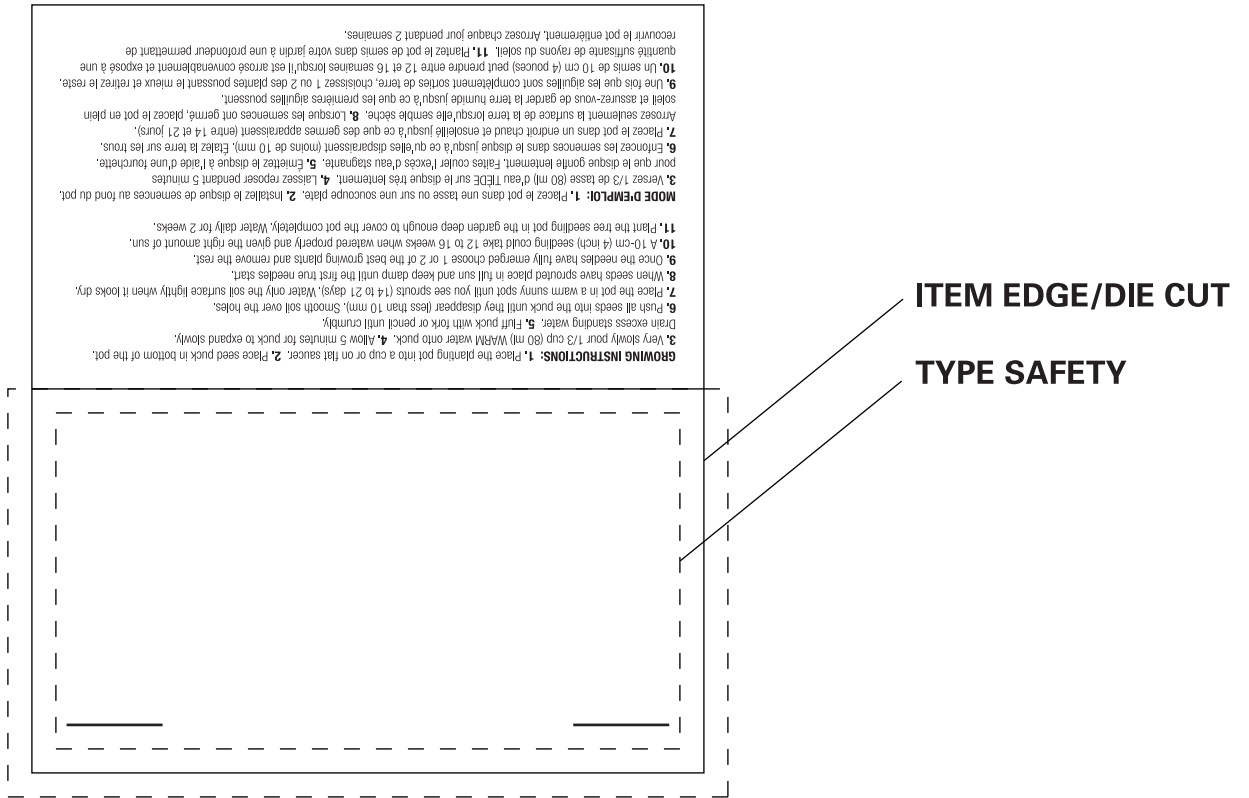 GROWING INSTRUCTIONS: 1. Place the planting pot into a cup or on flat saucer. 2. Place seed puck in bottom of the pot.
3. Very slowly pour 1/3 cup (80 ml) WARM water onto puck. 4. Allow 5 minutes for puck to expand slowly.
Drain excess standing water. 5. Fluff puck with fork or pencil until crumbly.
6. Push all seeds into the puck until they disappear (less than 10 mm). Smooth soil over the holes.
7. Place the pot in a warm sunny spot until you see sprouts (14 to 21 days). Water only the soil surface lightly when it looks dry.
8. When seeds have sprouted place in full sun and keep damp until the first true needles start.
9. Once the needles have fully emerged choose 1 or 2 of the best growing plants and remove the rest.
10. A 10-cm (4 inch) seedling could take 12 to 16 weeks when watered properly and given the right amount of sun.
11. Plant the tree seedling pot in the garden deep enough to cover the pot completely. Water daily for 2 weeks.
MODE D'EMPLOI: 1. Placez le pot dans une tasse ou sur une soucoupe plate. 2. Installez le disque de semences au fond du pot.
3. Versez 1/3 de tasse (80 ml) d'eau TIÈDE sur le disque très lentement. 4. Laissez reposer pendant 5 minutes
pour que le disque gonfle lentement. Faites couler l'excès d'eau stagnante. 5. Émiettez le disque à l'aide d'une fourchette.
6. Enfoncez les semences dans le disque jusqu'à ce qu'elles disparaissent (moins de 10 mm). Étalez la terre sur les trous.
7. Placez le pot dans un endroit chaud et ensoleillé jusqu'à ce que des germes apparaissent (entre 14 et 21 jours).
Arrosez seulement la surface de la terre lorsqu'elle semble sèche. 8. Lorsque les semences ont germé, placez le pot en plein
soleil et assurez-vous de garder la terre humide jusqu'à ce que les premières aiguilles poussent.
9. Une fois que les aiguilles sont complètement sorties de terre, choisissez 1 ou 2 des plantes poussant le mieux et retirez le reste.
10. Un semis de 10 cm (4 pouces) peut prendre entre 12 et 16 semaines lorsqu'il est arrosé convenablement et exposé à une
quantité suffisante de rayons du soleil. 11. Plantez le pot de semis dans votre jardin à une profondeur permettant de
recouvrir le pot entièrement. Arrosez chaque jour pendant 2 semaines.
ITEM EDGE/DIE CUT
TYPE SAFETY